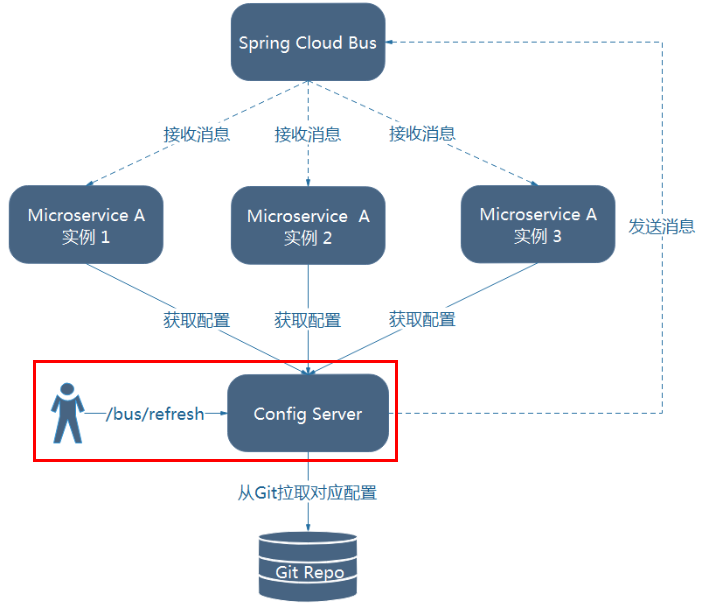 Spring Cloud Bus
接收消息
接收消息
接收消息
Microservice A
实例 1
Microservice A
实例 2
Microservice A
实例 3
发送消息
获取配置
获取配置
获取配置
/bus/refresh
Config Server
从Git拉取对应配置
Git Repo